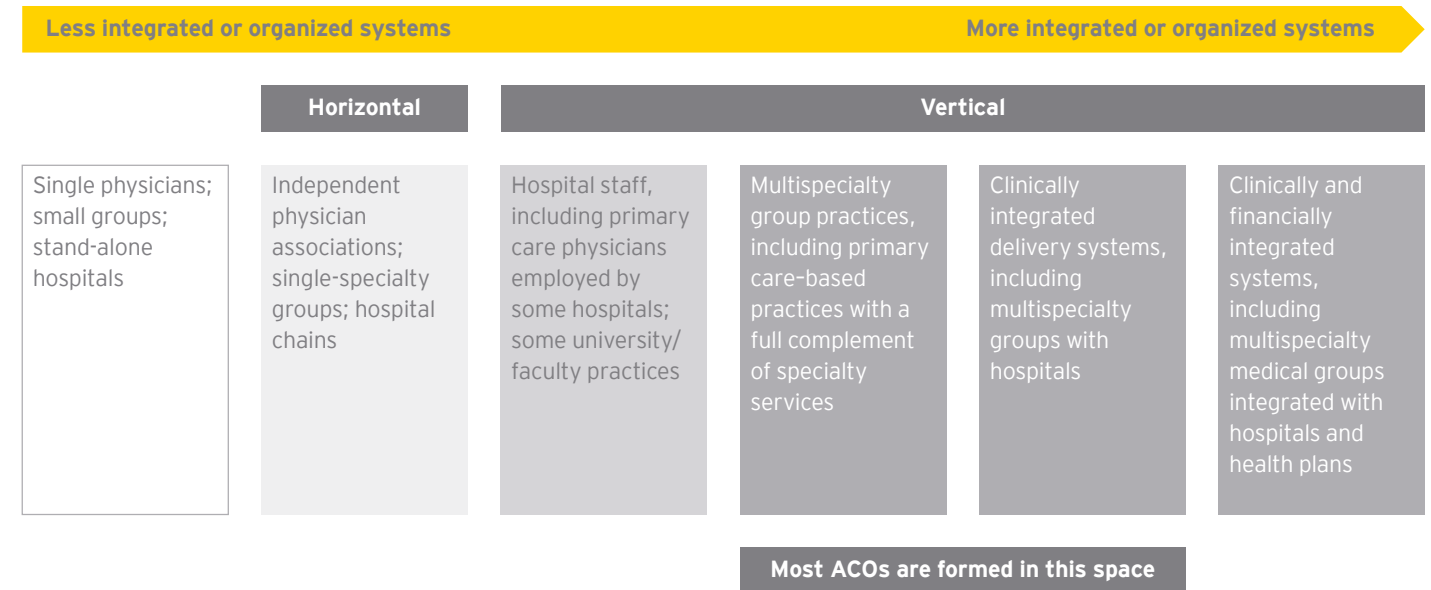 Less integrated or organized systems
More integrated or organized systems
Horizontal
Vertical
Single physicians;
small groups;
stand-alone
hospitals
Independent
physician
associations;
single-specialty
groups; hospital
chains
Hospital staff,
including primary
care physicians
employed by
some hospitals;
some university/
faculty practices
Multispecialty
group practices,
including primary
care–based
practices with a
full complement
of specialty
services
Clinically
integrated
delivery systems,
including
multispecialty
groups with
hospitals
Clinically and
financially
integrated
systems,
including
multispecialty
medical groups
integrated with
hospitals and
health plans
Most ACOs are formed in this space